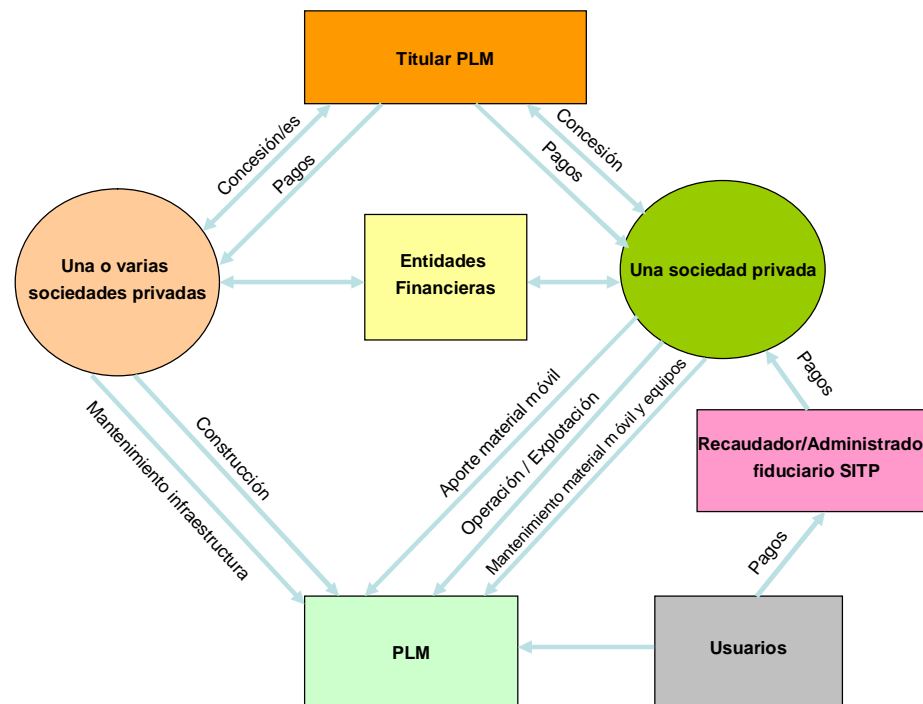 Titular PLM
Concesión/es
Pagos
Concesión
Pagos
Una o varias
sociedades privadas
Entidades
Financieras
Una sociedad privada
Mantenimiento infraestructura
Construcción
Aporte material móvil
Operación / Explotación
Mantenimiento material móvil y equipos
Pagos
Recaudador/Administrado
fiduciario SITP
Pagos
PLM
Usuarios